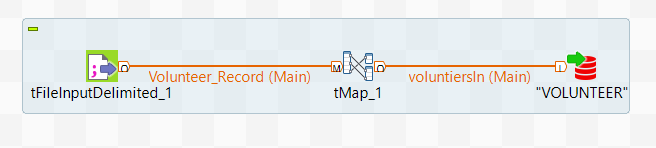 Volunteer_Record (Main)
voluntiersIn (Main)
tFileInputDelimited_1
tMap_1
"VOLUNTEER"
O
M
O
I